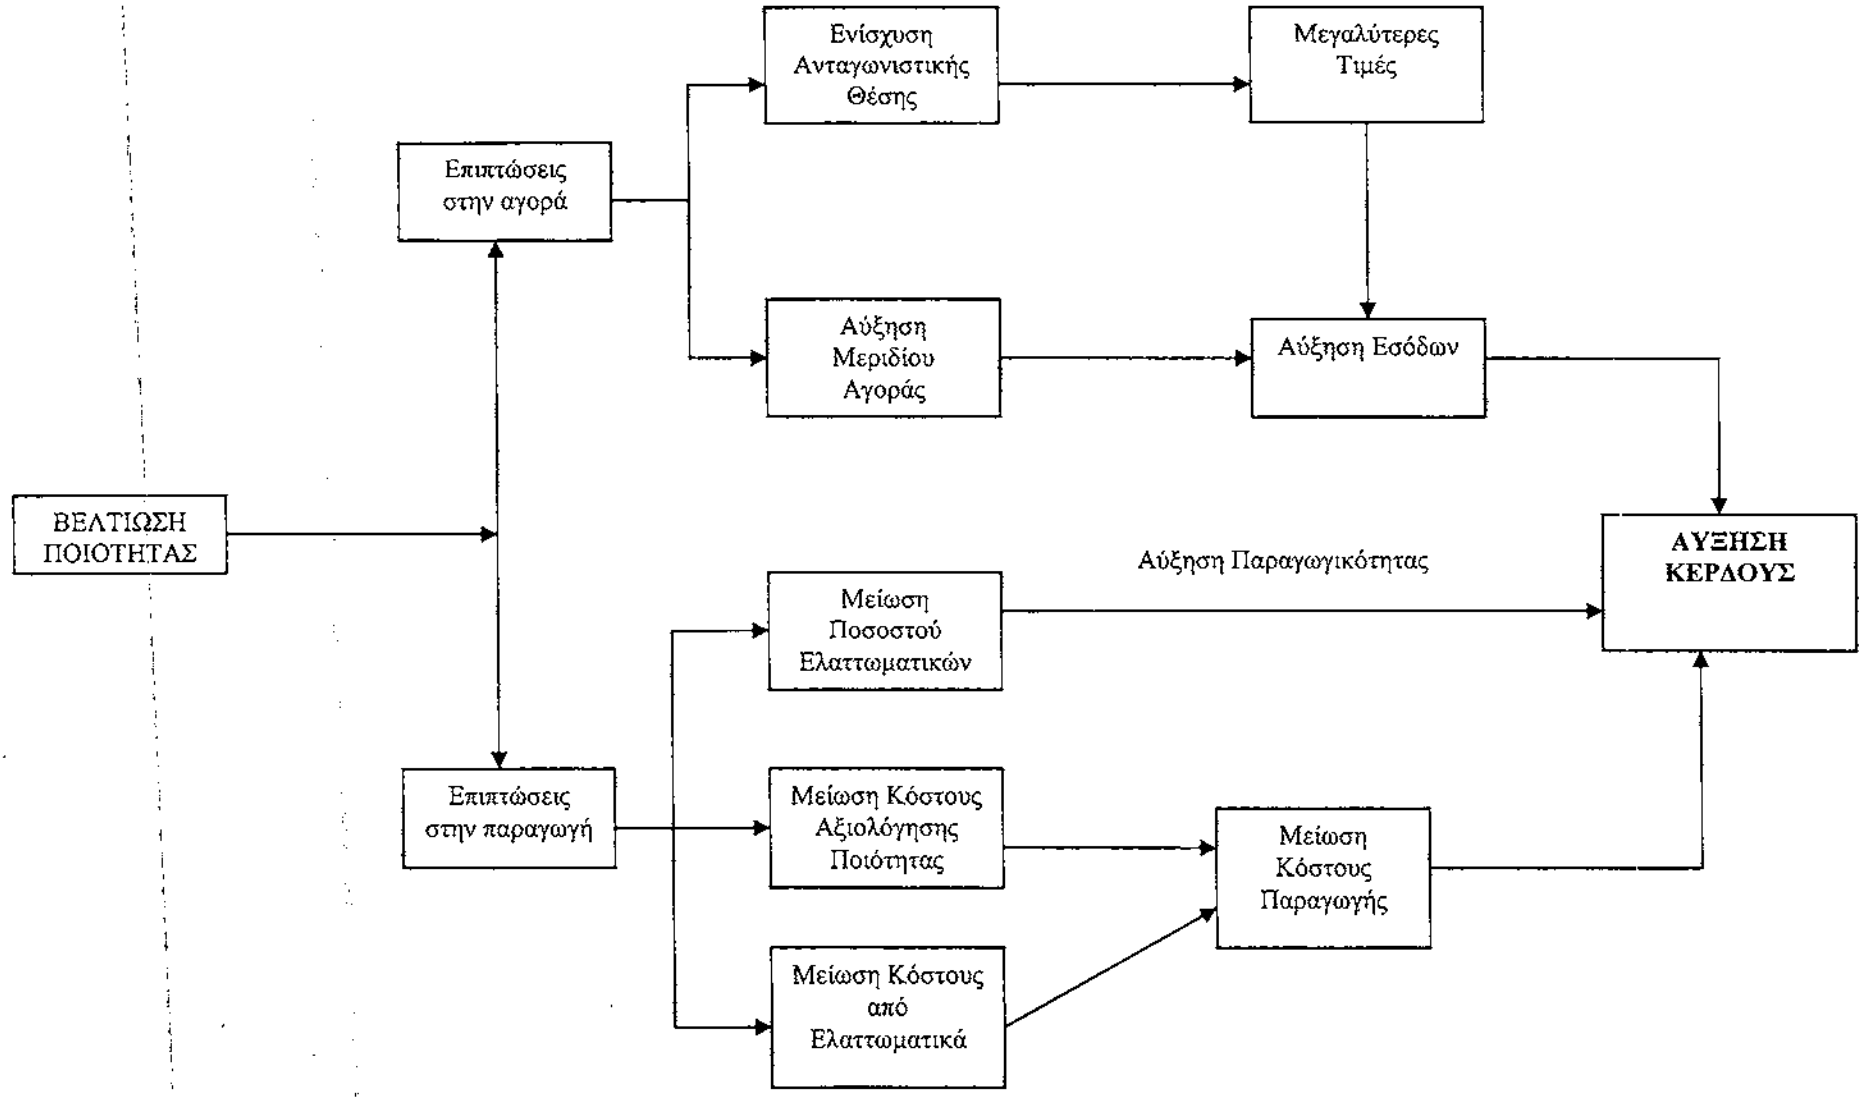 Ενίσχυση
Ανταγωνιστικής
Θέσης
Μεγαλύτερες
Τιμές
Επιπτώσεις
στην αγορά
Αύξηση
Μεριδίου
Αγοράς
Αύξηση Εσόδων
ΒΕΛΤΙΩΣΗ
ΠΟΙΟΤΗΤΑΣ
ΑΥΞΗΣΗ
ΚΕΡΔΟΥΣ
Αύξηση Παραγωγικότητας
Μείωση
Ποσοστού
Ελαττωματικών
Επιπτώσεις
στην παραγωγή
Μείωση Κόστους
Αξιολόγησης
Ποιότητας
Μείωση
Κόστους
Παραγωγής
Μείωση Κόστους
από
Ελαττωματικά